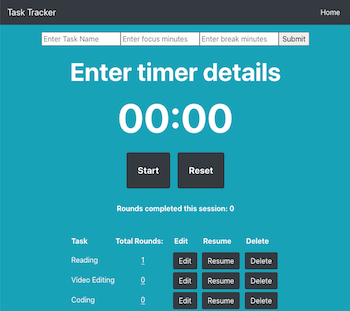 Task Tracker Home
Enter Task Name Enter focus minutes Enter break minutes Submit
Enter timer details
00:00
Start Reset
Rounds completed this session: 0
Task Total Rounds: Edit Resume Delete
Reading 1 Edit Resume Delete
Video Editing 0 Edit Resume Delete
Coding 0 Edit Resume Delete